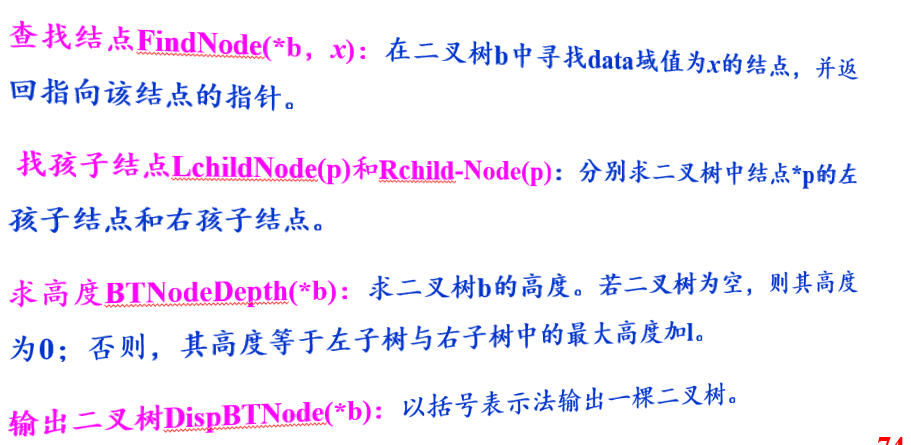 查找结点FindNode(*b，x)：在二叉树b中寻找data域值为x的结点，并返
回指向该结点的指针。
找孩子结点LchildNode(p)和Rchild-Node(p)：分别求二叉树中结点*p的左
孩子结点和右孩子结点。
求高度BTNodeDepth(*b)：求二叉树b的高度。若二叉树为空，则其高度
为0；否则，其高度等于左子树与右子树中的最大高度加l。
输出二叉树DispBTNode(*b)：以括号表示法输出一棵二叉树。
74